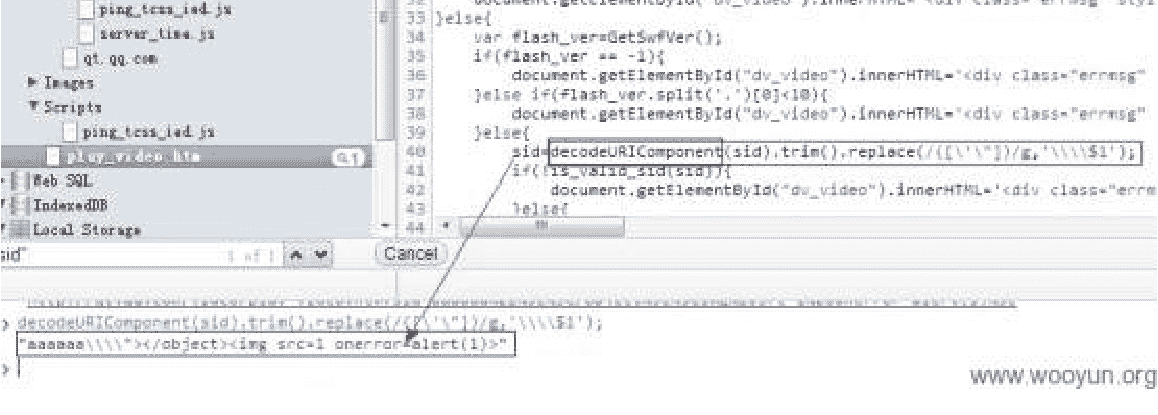 ping_tcss_ied.js
server_time.js
qt.qq.com
Images
Scripts
ping_tcss_ied.js
play_video.htm
1
Web SQL
IndexedDB
Local Storage
33 }else{
34 var flash_ver=GetSwfVer();
35 if(flash_ver == -1){
36 document.getElementById("dv_video").innerHTML='<div class="errmsg"
37 }else if(flash_ver.split('.')[0]<10){
38 document.getElementById("dv_video").innerHTML='<div class="errmsg"
39 }else{
40 sid=decodeURIComponent(sid).trim().replace(/([\'\"])/g,'\\\\$1');
41 if(!is_valid_sid(sid)){
42 document.getElementById("dv_video").innerHTML='<div class="errm
43 }else{
44
sid"
1 of 1
Cancel
> decodeURIComponent(sid).trim().replace(/([\'\"])/g,'\\\\$1');
"aaaaaa\\\\"></object><img src=1 onerror=alert(1)>"
>
www.wooyun.org